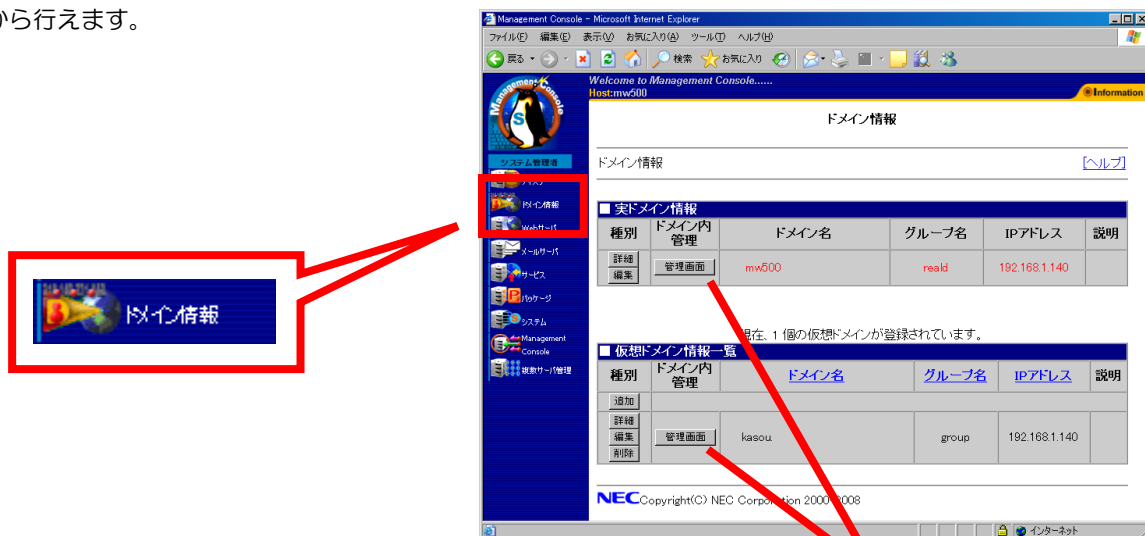 から行えます。
Management Console - Microsoft Internet Explorer
ファイル(F) 編集(E) 表示(V) お気に入り(A) ツール(T) ヘルプ(H)
戻る 検索 お気に入り
Management Console
Welcome to Management Console......
Host:mw500
Information
S
システム管理者
ディスク
ドメイン情報
Webサーバ
メールサーバ
サービス
パッケージ
システム
Management
Console
複数サーバ管理
ドメイン情報
ドメイン情報 [ヘルプ]
■ 実ドメイン情報
種別 ドメイン内管理 ドメイン名 グループ名 IPアドレス 説明
詳細
編集 管理画面 mw500 reald 192.168.1.140
現在、1 個の仮想ドメインが登録されています。
■ 仮想ドメイン情報一覧
種別 ドメイン内管理 ドメイン名 グループ名 IPアドレス 説明
追加
詳細
編集 管理画面 kasou group 192.168.1.140
削除
NEC Copyright(C) NEC Corporation 2000-2008
インターネット
ドメイン情報